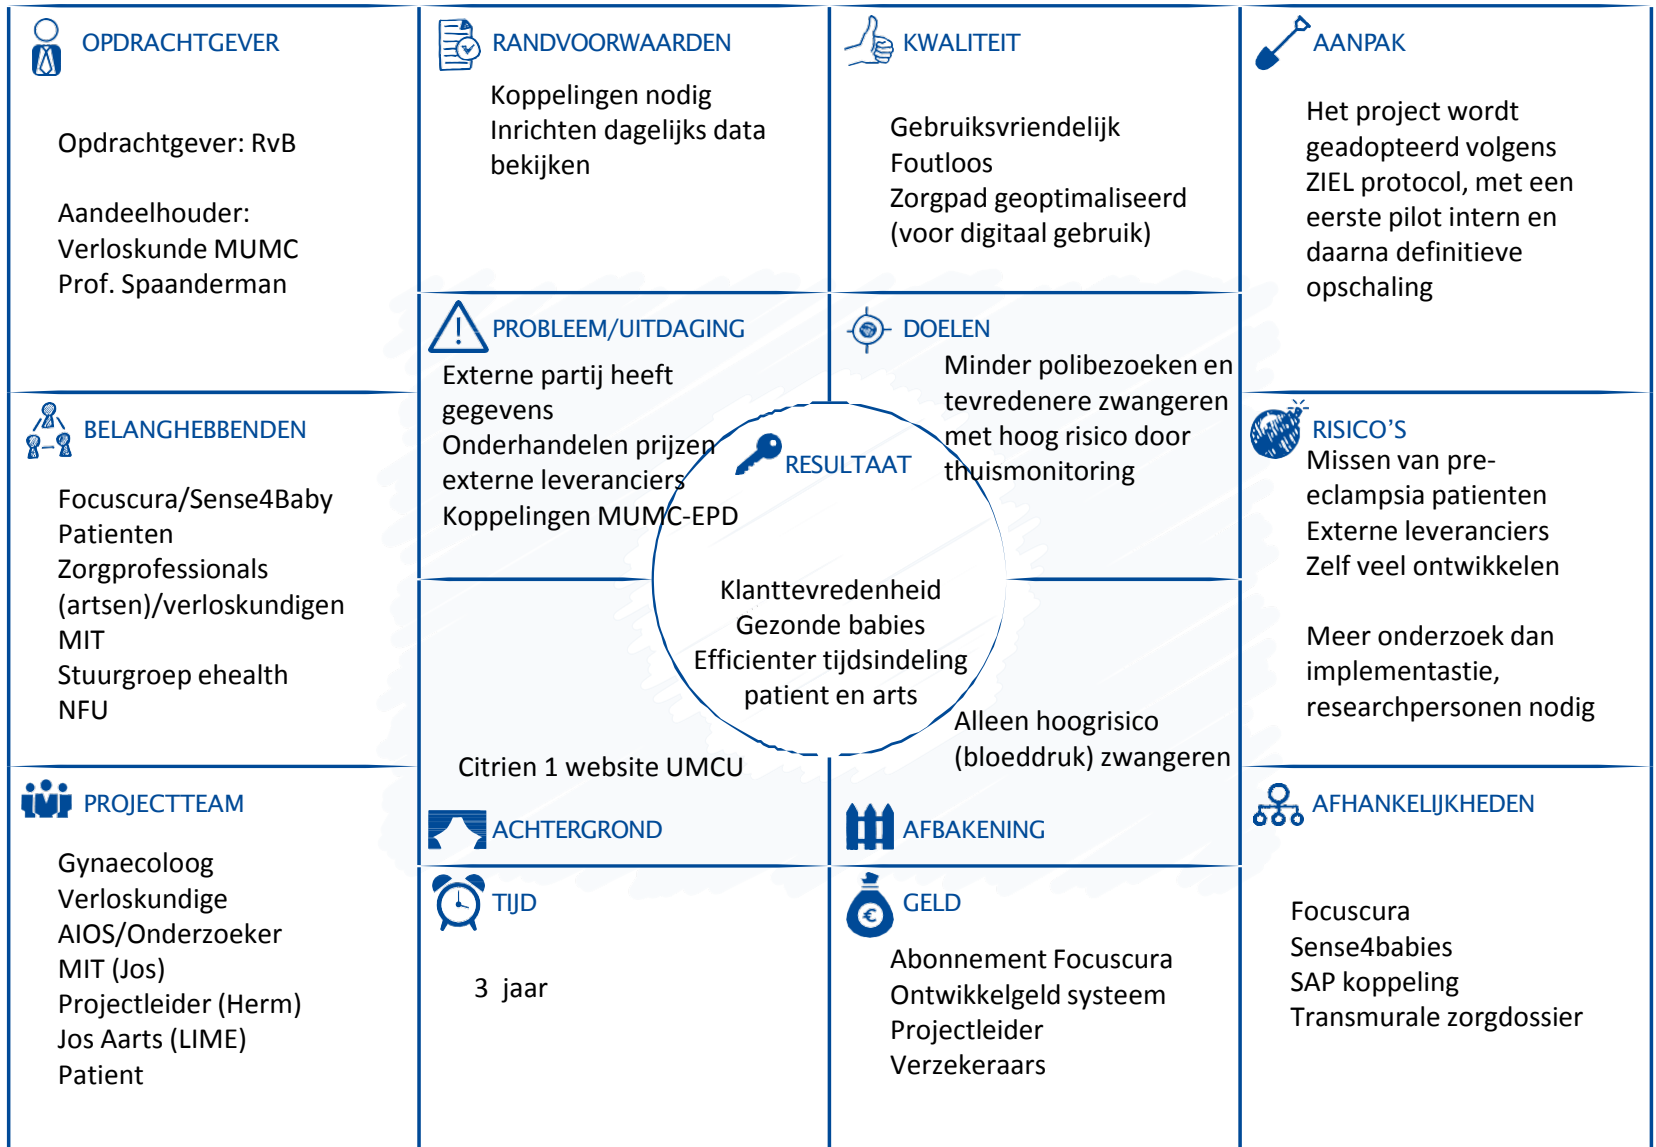 OPDRACHTGEVER
Opdrachtgever: RvB
Aandeelhouder:
Verloskunde MUMC
Prof. Spaanderman
RANDVOORWAARDEN
Koppelingen nodig
Inrichten dagelijks data
bekijken
KWALITEIT
Gebruiksvriendelijk
Foutloos
Zorgpad geoptimaliseerd
(voor digitaal gebruik)
AANPAK
Het project wordt
geadopteerd volgens
ZIEL protocol, met een
eerste pilot intern en
daarna definitieve
opschaling
PROBLEEM/UITDAGING
Externe partij heeft
gegevens
Onderhandelen prijzen
externe leveranciers
Koppelingen MUMC-EPD
DOELEN
Minder polibezoeken en
tevredenere zwangeren
met hoog risico door
thuismonitoring
BELANGHEBBENDEN
Focuscura/Sense4Baby
Patienten
Zorgprofessionals
(artsen)/verloskundigen
MIT
Stuurgroep ehealth
NFU
RESULTAAT
Klanttevredenheid
Gezonde babies
Efficienter tijdsindeling
patient en arts
RISICO'S
Missen van pre-
eclampsia patienten
Externe leveranciers
Zelf veel ontwikkelen
Meer onderzoek dan
implementastie,
researchpersonen nodig
Citrien 1 website UMCU
ACHTERGROND
Alleen hoogrisico
(bloeddruk) zwangeren
AFBAKENING
PROJECTTEAM
Gynaecoloog
Verloskundige
AIOS/Onderzoeker
MIT (Jos)
Projectleider (Herm)
Jos Aarts (LIME)
Patient
TIJD
3 jaar
GELD
€
Abonnement Focuscura
Ontwikkelgeld systeem
Projectleider
Verzekeraars
AFHANKELIJKHEDEN
Focuscura
Sense4babies
SAP koppeling
Transmurale zorgdossier